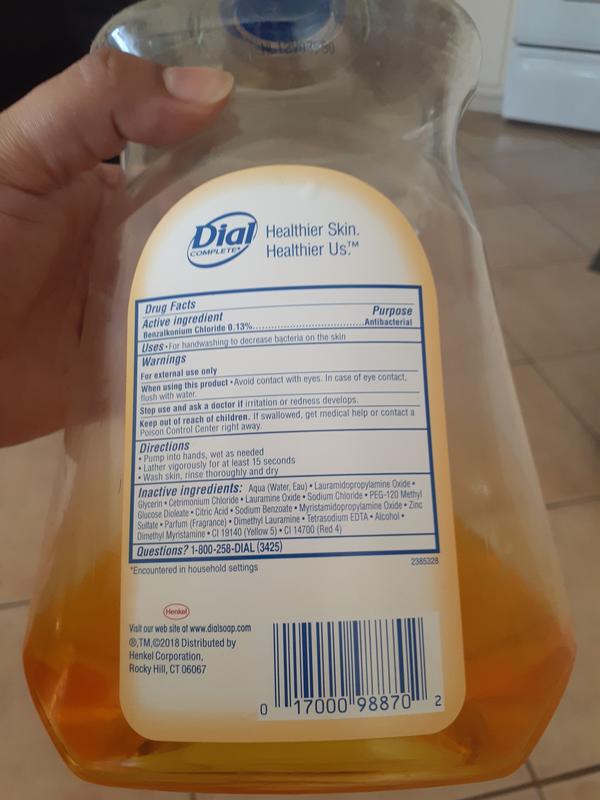 Dial
COMPLETE®
Healthier Skin.
Healthier Us.™
Drug Facts
Active ingredient Purpose
Benzalkonium Chloride 0.13%.....................................Antibacterial
Uses • For handwashing to decrease bacteria on the skin
Warnings
For external use only
When using this product • Avoid contact with eyes. In case of eye contact,
flush with water.
Stop use and ask a doctor if irritation or redness develops.
Keep out of reach of children. If swallowed, get medical help or contact a
Poison Control Center right away.
Directions
• Pump into hands, wet as needed
• Lather vigorously for at least 15 seconds
• Wash skin, rinse thoroughly and dry
Inactive ingredients: Aqua (Water, Eau) • Lauramidopropylamine Oxide •
Glycerin • Cetrimonium Chloride • Lauramine Oxide • Sodium Chloride • PEG-120 Methyl
Glucose Dioleate • Citric Acid • Sodium Benzoate • Myristamidopropylamine Oxide • Zinc
Sulfate • Parfum (Fragrance) • Dimethyl Lauramine • Tetrasodium EDTA • Alcohol •
Dimethyl Myristamine • CI 19140 (Yellow 5) • CI 14700 (Red 4)
Questions? 1-800-258-DIAL (3425)
*Encountered in household settings 2385328
Henkel
Visit our web site at www.dialsoap.com
®,TM,©2018 Distributed by
Henkel Corporation,
Rocky Hill, CT 06067
0 17000 98870 2